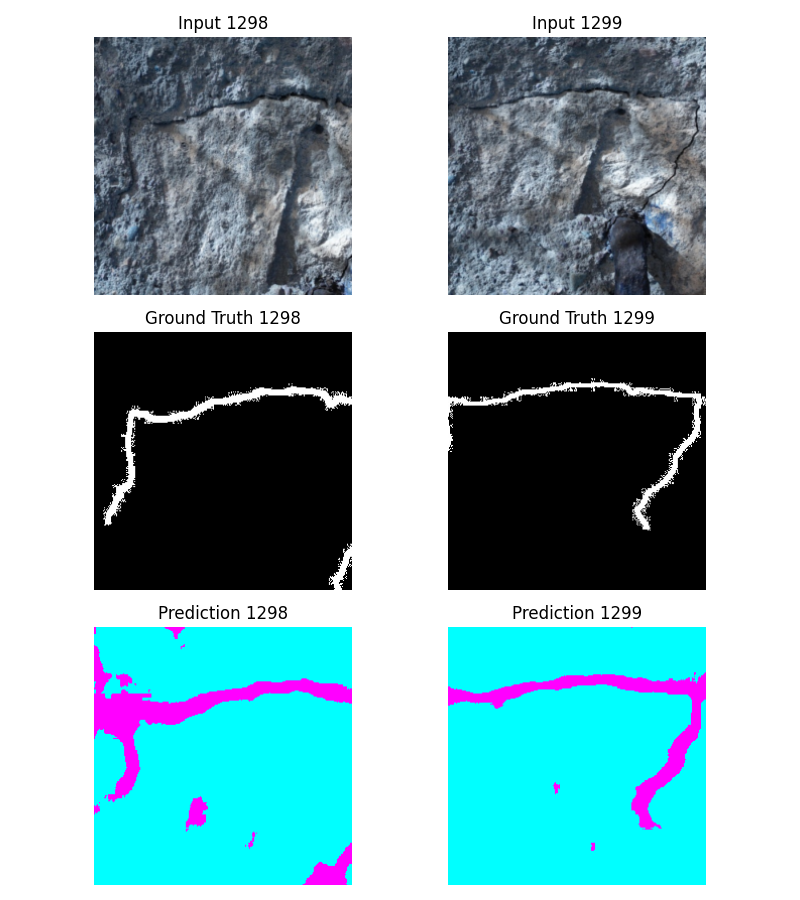 Input 1298
Input 1299
Ground Truth 1298
Ground Truth 1299
Prediction 1298
Prediction 1299